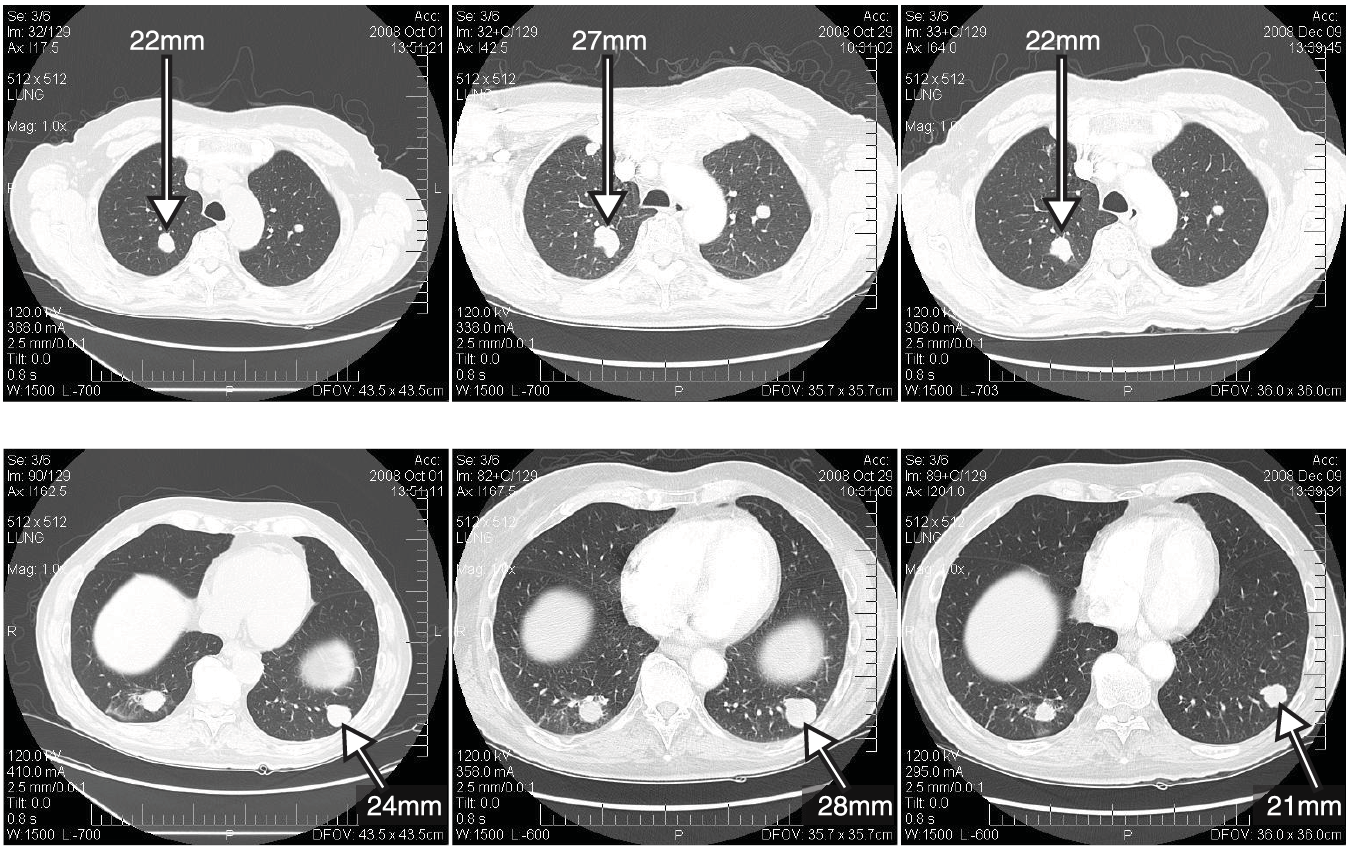 Se: 3/6
Im: 32/129
Ax I17.5
Acc:
2008 Oct 01
13:51:21
22mm
512 x 512
LUNG
Mag: 1.0x
R
L
120.0 kV
388.0 mA
2.5 mm/0.0:1
Tilt: 0.0
0.8 s
W:1500 L:-700
P
DFOV: 43.5 x 43.5cm
Se: 3/6
Im: 32+C/129
Ax I42.5
Acc:
2008 Oct 29
10:31:02
27mm
512 x 512
LUNG
Mag: 1.0x
120.0 kV
338.0 mA
2.5 mm/0.0:1
Tilt: 0.0
0.8 s
W:1500 L:-700
P
DFOV: 35.7 x 35.7cm
Se: 3/6
Im: 33+C/129
Ax I64.0
Acc:
2008 Dec 09
13:39:45
22mm
512 x 512
LUNG
Mag: 1.0x
120.0 kV
308.0 mA
2.5 mm/0.0:1
Tilt: 0.0
0.8 s
W:1500 L:-703
P
DFOV: 36.0 x 36.0cm
Se: 3/6
Im: 90/129
Ax I162.5
Acc:
2008 Oct 01
13:51:11
512 x 512
LUNG
Mag: 1.0x
R
L
120.0 kV
410.0 mA
2.5 mm/0.0:1
Tilt: 0.0
0.8 s
24mm
W:1500 L:-700
P
DFOV: 43.5 x 43.5cm
Se: 3/6
Im: 82+C/129
Ax I167.5
Acc:
2008 Oct 29
10:31:06
512 x 512
LUNG
Mag: 1.0x
R
L
120.0 kV
358.0 mA
2.5 mm/0.0:1
Tilt: 0.0
0.8 s
28mm
W:1500 L:-600
P
DFOV: 35.7 x 35.7cm
Se: 3/6
Im: 89+C/129
Ax I204.0
Acc:
2008 Dec 09
13:39:34
512 x 512
LUNG
Mag: 1.0x
R
L
120.0 kV
295.0 mA
2.5 mm/0.0:1
Tilt: 0.0
0.8 s
21mm
W:1500 L:-600
P
DFOV: 36.0 x 36.0cm